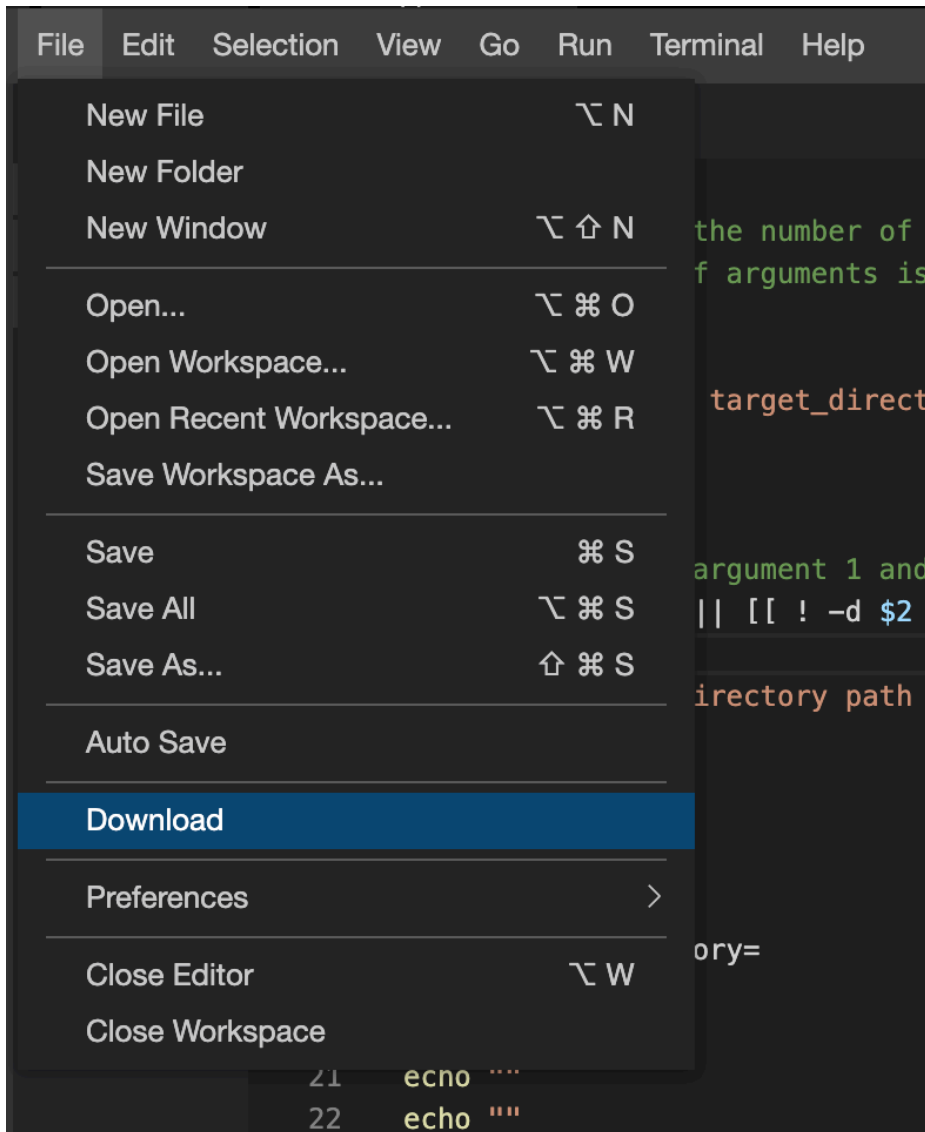 File Edit Selection View Go Run Terminal Help
New File ⌥ N
New Folder
New Window ⌥ ⇧ N
the number of
f arguments is
Open... ⌥ ⌘ O
Open Workspace... ⌥ ⌘ W
target_direct
Open Recent Workspace... ⌥ ⌘ R
Save Workspace As...
Save ⌘ S
argument 1 and
Save All ⌥ ⌘ S
|| [[ ! -d $2
Save As... ⇧ ⌘ S
irectory path
Auto Save
Download
Preferences >
ory=
Close Editor ⌥ W
Close Workspace
21 echo ""
22 echo ""